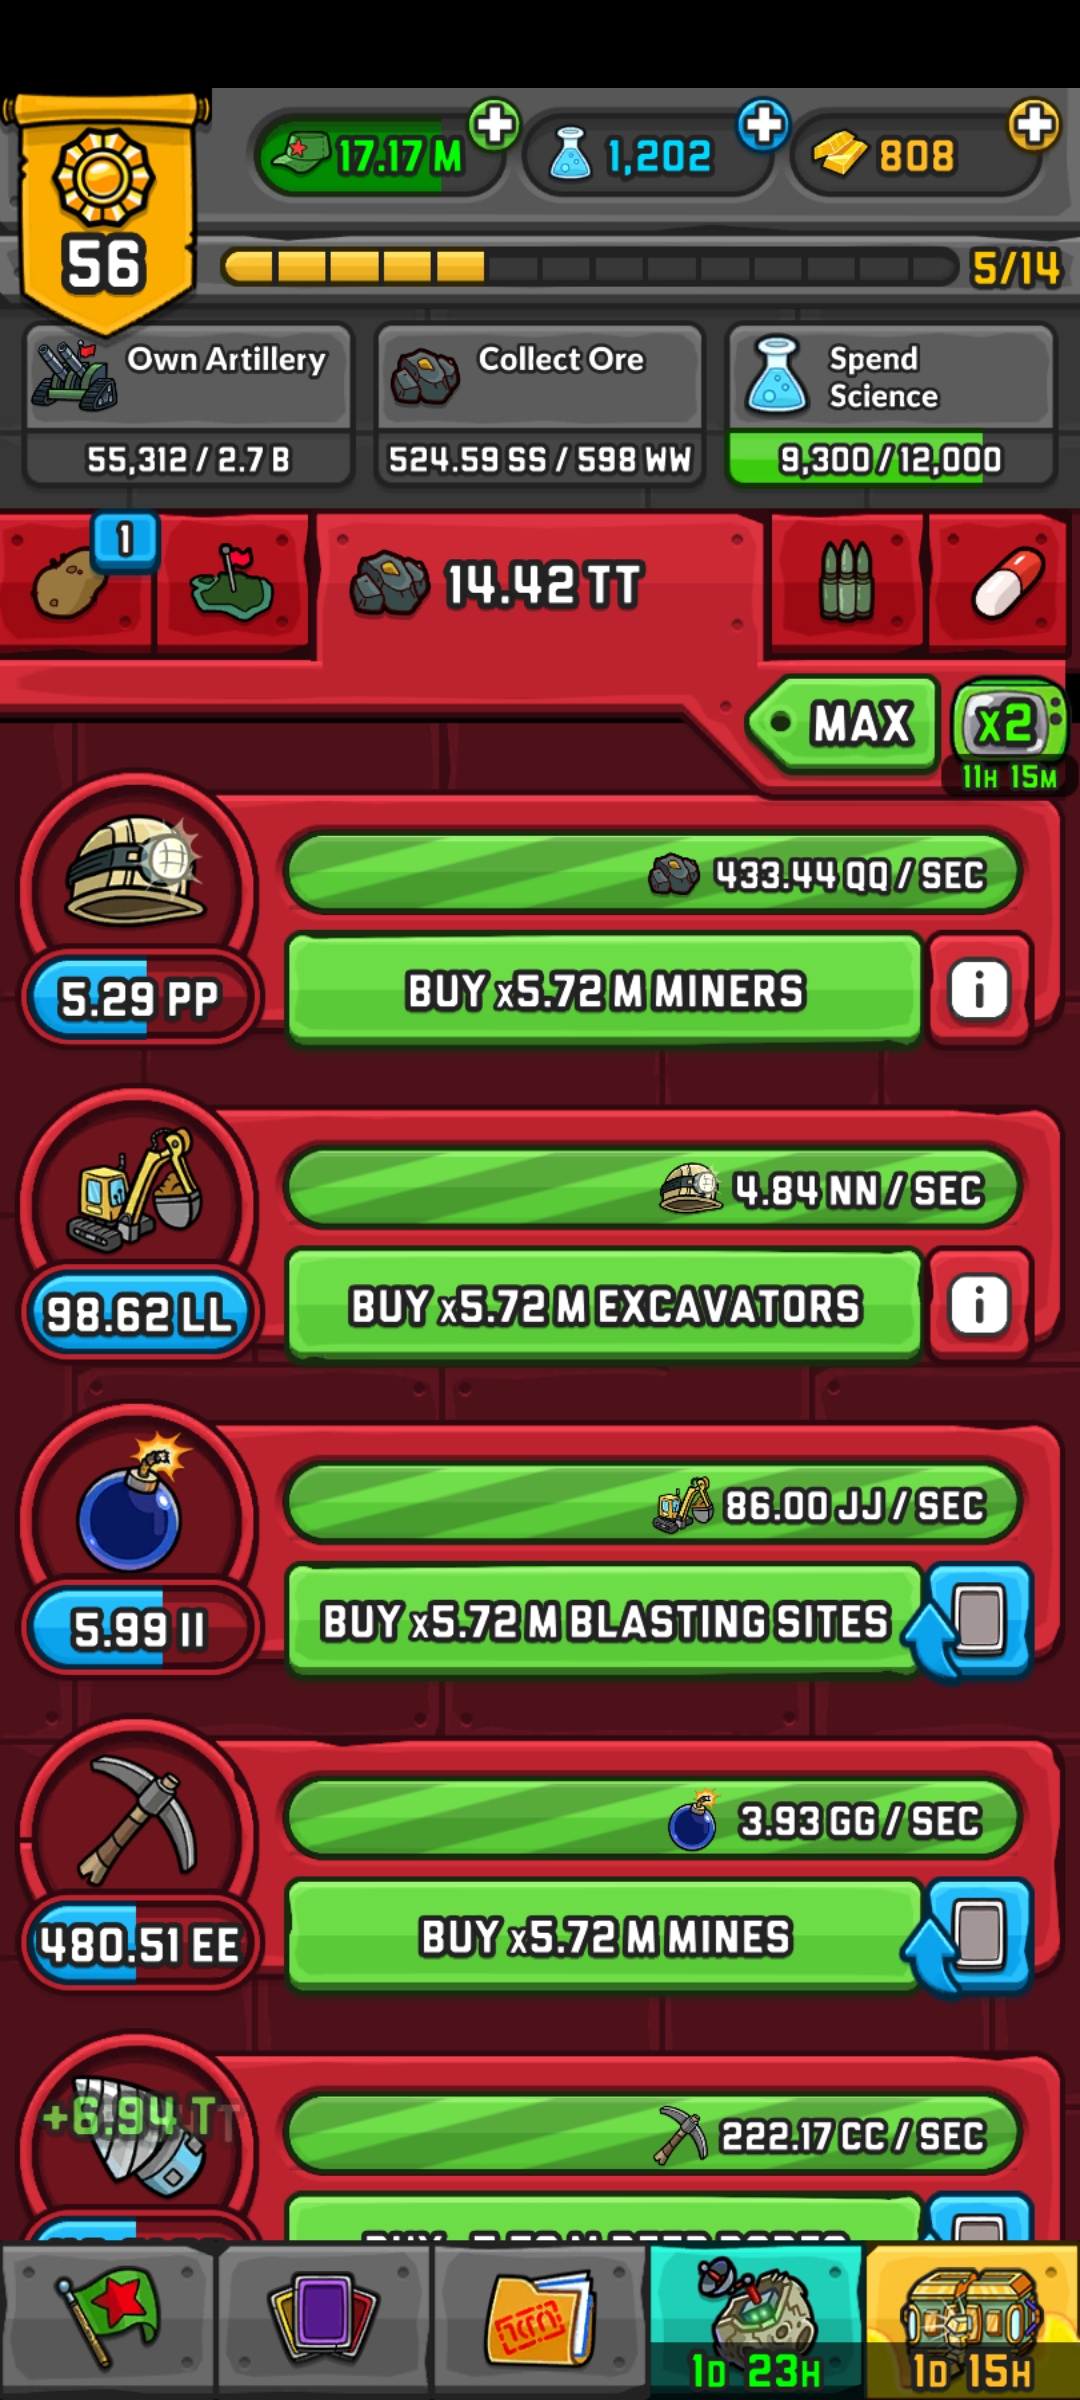 17.17 M
1,202
808
56
5/14
Own Artillery
55,312 / 2.7 B
Collect Ore
524.59 SS / 598 WW
Spend
Science
9,300 / 12,000
1
14.42 TT
MAX
x2
11H 15M
433.44 QQ / SEC
5.29 PP
BUY x5.72 M MINERS
i
4.84 NN / SEC
98.62 LL
BUY x5.72 M EXCAVATORS
i
86.00 JJ / SEC
5.99 II
BUY x5.72 M BLASTING SITES
3.93 GG / SEC
480.51 EE
BUY x5.72 M MINES
+6.94 TT
222.17 CC / SEC
1D 23H
1D 15H